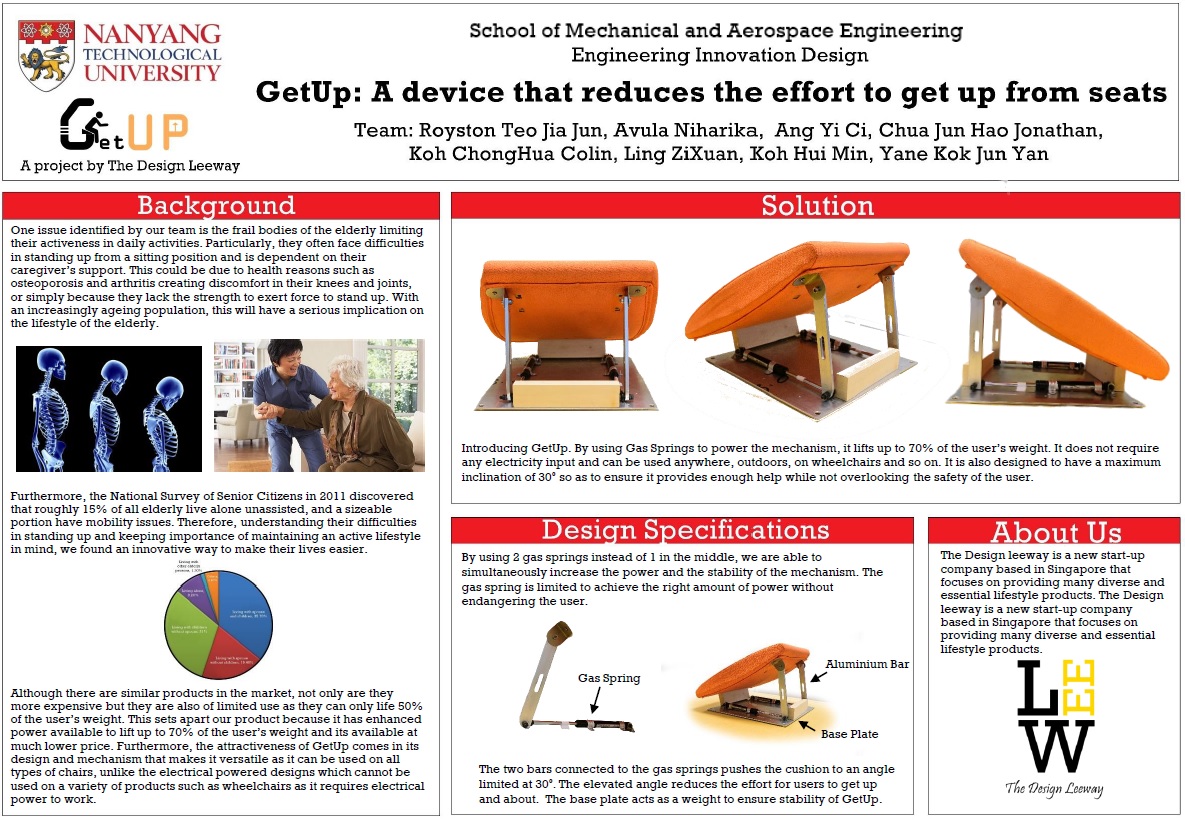 NANYANG
TECHNOLOGICAL
UNIVERSITY
GetUP
A project by The Design Leeway
School of Mechanical and Aerospace Engineering
Engineering Innovation Design
GetUp: A device that reduces the effort to get up from seats
Team: Royston Teo Jia Jun, Avula Niharika, Ang Yi Ci, Chua Jun Hao Jonathan,
Koh ChongHua Colin, Ling ZiXuan, Koh Hui Min, Yane Kok Jun Yan
Background
One issue identified by our team is the frail bodies of the elderly limiting
their activeness in daily activities. Particularly, they often face difficulties
in standing up from a sitting position and is dependent on their
caregiver's support. This could be due to health reasons such as
osteoporosis and arthritis creating discomfort in their knees and joints,
or simply because they lack the strength to exert force to stand up. With
an increasingly ageing population, this will have a serious implication on
the lifestyle of the elderly.
Furthermore, the National Survey of Senior Citizens in 2011 discovered
that roughly 15% of all elderly live alone unassisted, and a sizeable
portion have mobility issues. Therefore, understanding their difficulties
in standing up and keeping importance of maintaining an active lifestyle
in mind, we found an innovative way to make their lives easier.
Although there are similar products in the market, not only are they
more expensive but they are also of limited use as they can only life 50%
of the user's weight. This sets apart our product because it has enhanced
power available to lift up to 70% of the user's weight and its available at
much lower price. Furthermore, the attractiveness of GetUp comes in its
design and mechanism that makes it versatile as it can be used on all
types of chairs, unlike the electrical powered designs which cannot be
used on a variety of products such as wheelchairs as it requires electrical
power to work.
Solution
Introducing GetUp. By using Gas Springs to power the mechanism, it lifts up to 70% of the user's weight. It does not require
any electricity input and can be used anywhere, outdoors, on wheelchairs and so on. It is also designed to have a maximum
inclination of 30° so as to ensure it provides enough help while not overlooking the safety of the user.
Design Specifications
By using 2 gas springs instead of 1 in the middle, we are able to
simultaneously increase the power and the stability of the mechanism. The
gas spring is limited to achieve the right amount of power without
endangering the user.
Gas Spring
Aluminium Bar
Base Plate
The two bars connected to the gas springs pushes the cushion to an angle
limited at 30°. The elevated angle reduces the effort for users to get up
and about. The base plate acts as a weight to ensure stability of GetUp.
About Us
The Design leeway is a new start-up
company based in Singapore that
focuses on providing many diverse and
essential lifestyle products. The Design
leeway is a new start-up company
based in Singapore that focuses on
providing many diverse and essential
lifestyle products.
LEE
W
The Design Leeway